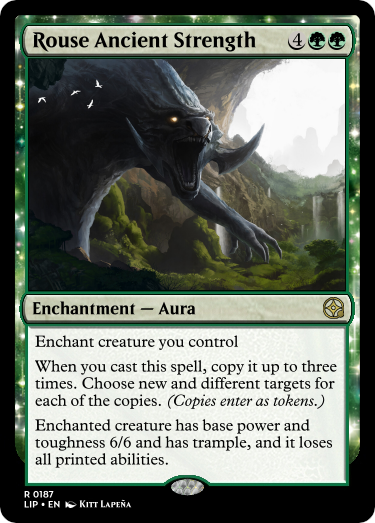 Rouse Ancient Strength 4
Enchantment — Aura
Enchant creature you control
When you cast this spell, copy it up to three
times. Choose new and different targets for
each of the copies. (Copies enter as tokens.)
Enchanted creature has base power and
toughness 6/6 and has trample, and it loses
all printed abilities.
R 0187
LIP • EN Kitt Lapeña